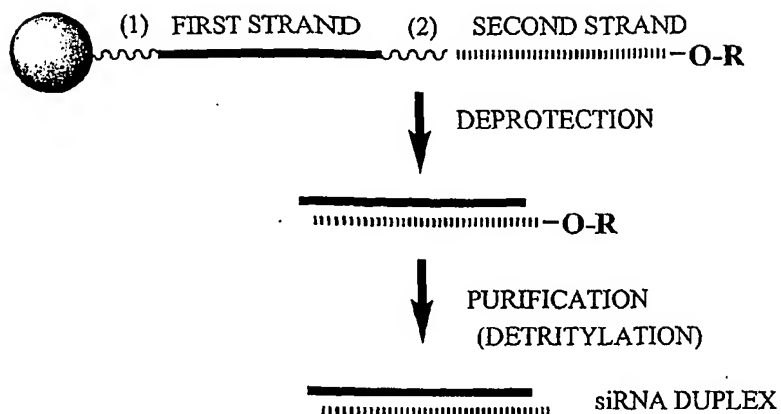 (1) FIRST STRAND (2) SECOND STRAND
O-R
DEPROTECTION
O-R
PURIFICATION
(DETRITYLATION)
siRNA DUPLEX